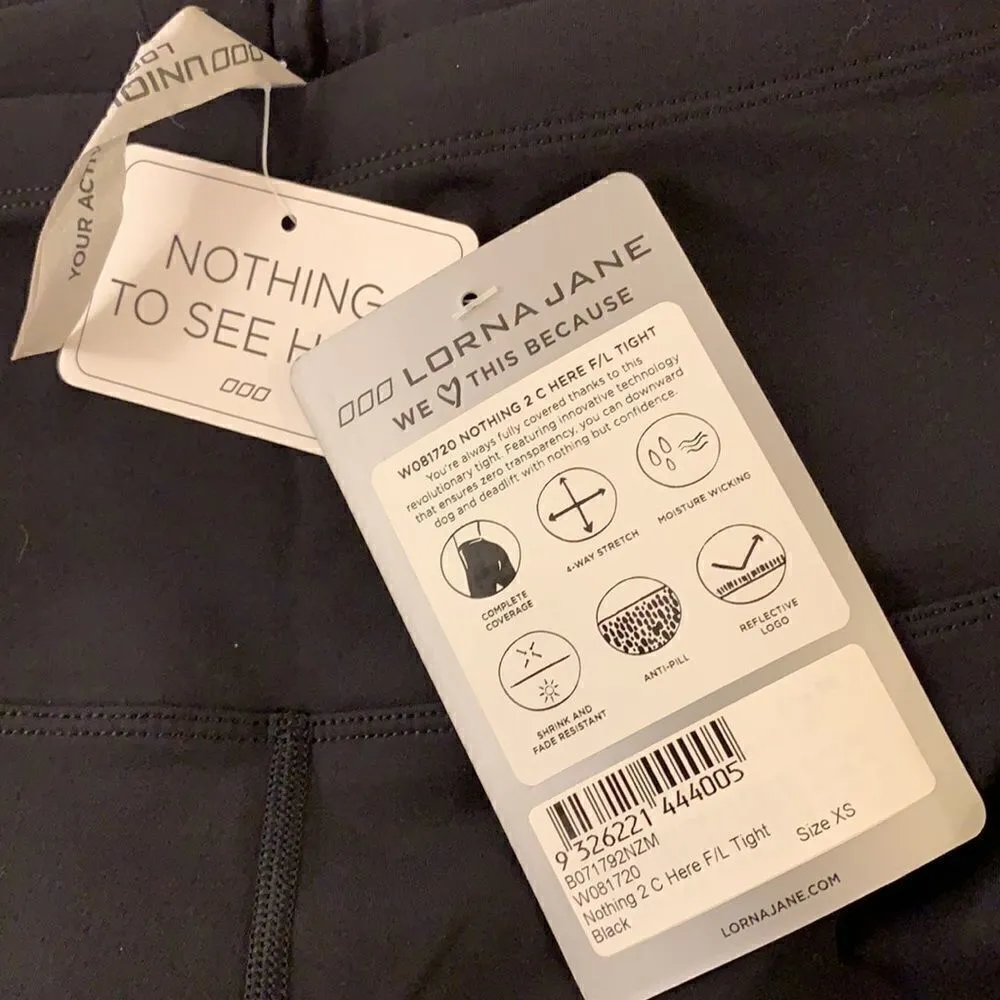 YOUR ACTI
NOTHING
TO SEE H
LORNA JANE
WE THIS BECAUSE
W081720 NOTHING 2 C HERE F/L TIGHT
You're always fully covered thanks to this
revolutionary tight. Featuring innovative technology
that ensures zero transparency, you can downward
dog and deadlift with nothing but confidence.
COMPLETE
COVERAGE
4-WAY STRETCH
MOISTURE WICKING
SHRINK AND
FADE RESISTANT
ANTI-PILL
REFLECTIVE
LOGO
9 326221 444005
B071792NZM
W081720
Nothing 2 C Here F/L Tight Size XS
Black
LORNAJANE.COM